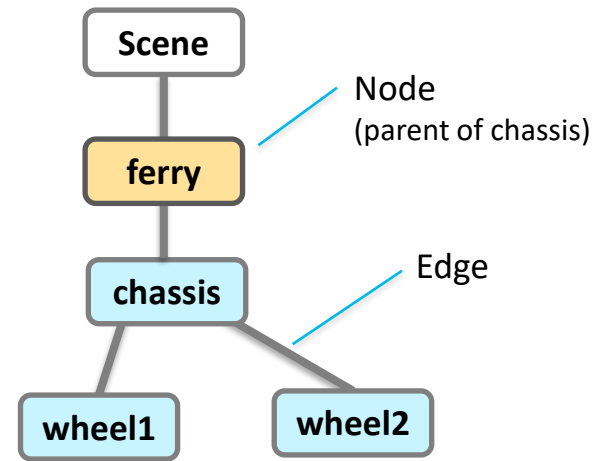 Scene
Node
(parent of chassis)
ferry
Edge
chassis
wheel1
wheel2